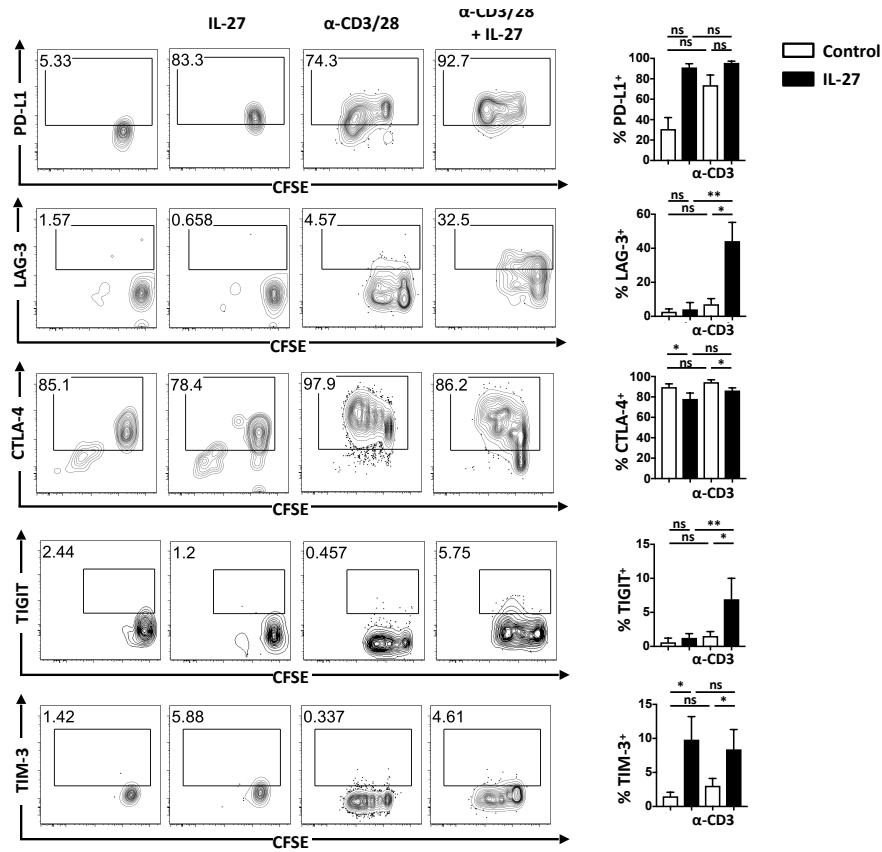 IL-27
α-CD3/28
α-CD3/28
+ IL-27
Control
IL-27
5.33
83.3
74.3
92.7
PD-L1
CFSE
ns
ns
ns
ns
% PD-L1+
100
80
60
40
20
0
α-CD3
1.57
0.658
4.57
32.5
LAG-3
CFSE
ns
**
ns
*
% LAG-3+
60
40
20
0
α-CD3
85.1
78.4
97.9
86.2
CTLA-4
CFSE
*
ns
ns
*
% CTLA-4+
100
80
60
40
20
0
α-CD3
2.44
1.2
0.457
5.75
TIGIT
CFSE
ns
**
ns
*
% TIGIT+
15
10
5
0
α-CD3
1.42
5.88
0.337
4.61
TIM-3
CFSE
*
ns
ns
*
% TIM-3+
15
10
5
0
α-CD3